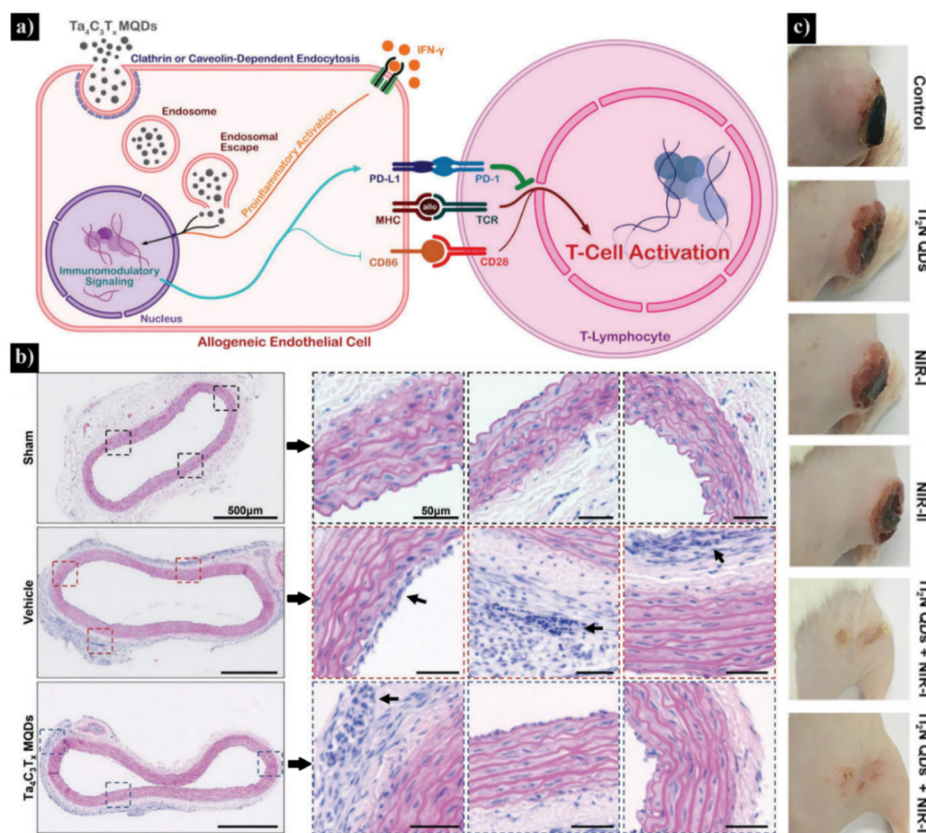 a)
Ta₄C₃Tₓ MQDs
Clathrin or Caveolin-Dependent Endocytosis
IFN-γ
Endosome
Endosomal
Escape
Proinflammatory Activation
PD-L1
PD-1
MHC
allo
TCR
CD86
CD28
T-Cell Activation
Immunomodulatory
Signaling
Nucleus
Allogeneic Endothelial Cell
T-Lymphocyte
b)
Sham
500µm
50µm
Vehicle
Ta₄C₃Tₓ MQDs
c)
Control
Ti₂N QDs
NIR-I
NIR-II
Ti₂N QDs + NIR-I
Ti₂N QDs + NIR-I